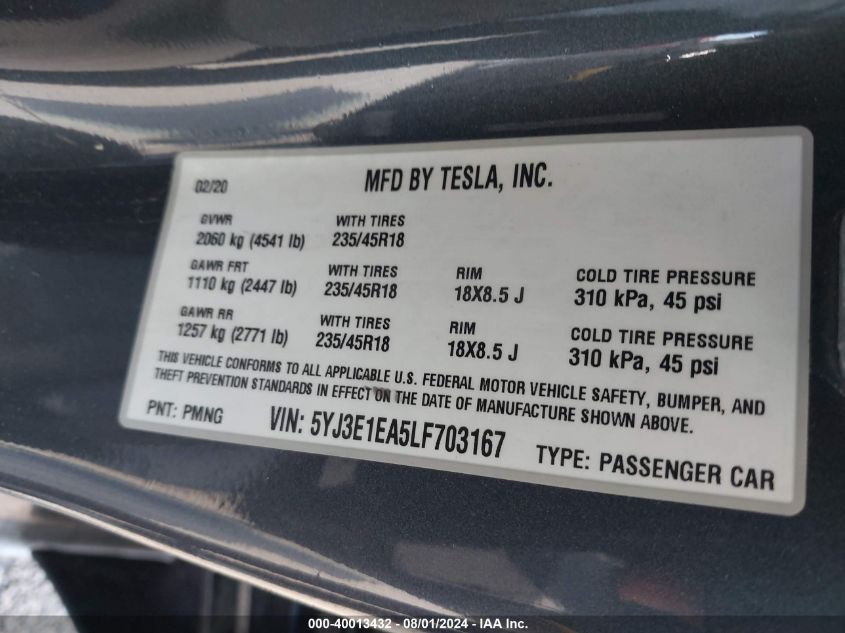 02/20 MFD BY TESLA, INC.
GVWR WITH TIRES
2060 kg (4541 lb) 235/45R18
GAWR FRT WITH TIRES RIM COLD TIRE PRESSURE
1110 kg (2447 lb) 235/45R18 18X8.5 J 310 kPa, 45 psi
GAWR RR WITH TIRES RIM COLD TIRE PRESSURE
1257 kg (2771 lb) 235/45R18 18X8.5 J 310 kPa, 45 psi
THIS VEHICLE CONFORMS TO ALL APPLICABLE U.S. FEDERAL MOTOR VEHICLE SAFETY, BUMPER, AND
THEFT PREVENTION STANDARDS IN EFFECT ON THE DATE OF MANUFACTURE SHOWN ABOVE.
PNT: PMNG VIN: 5YJ3E1EA5LF703167 TYPE: PASSENGER CAR
000-40013432 - 08/01/2024 - IAA Inc.